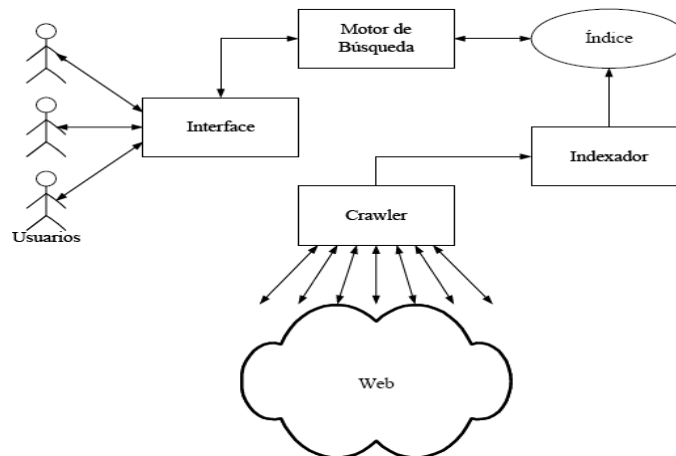 Motor de
Búsqueda
Índice
Interface
Indexador
Crawler
Usuarios
Web